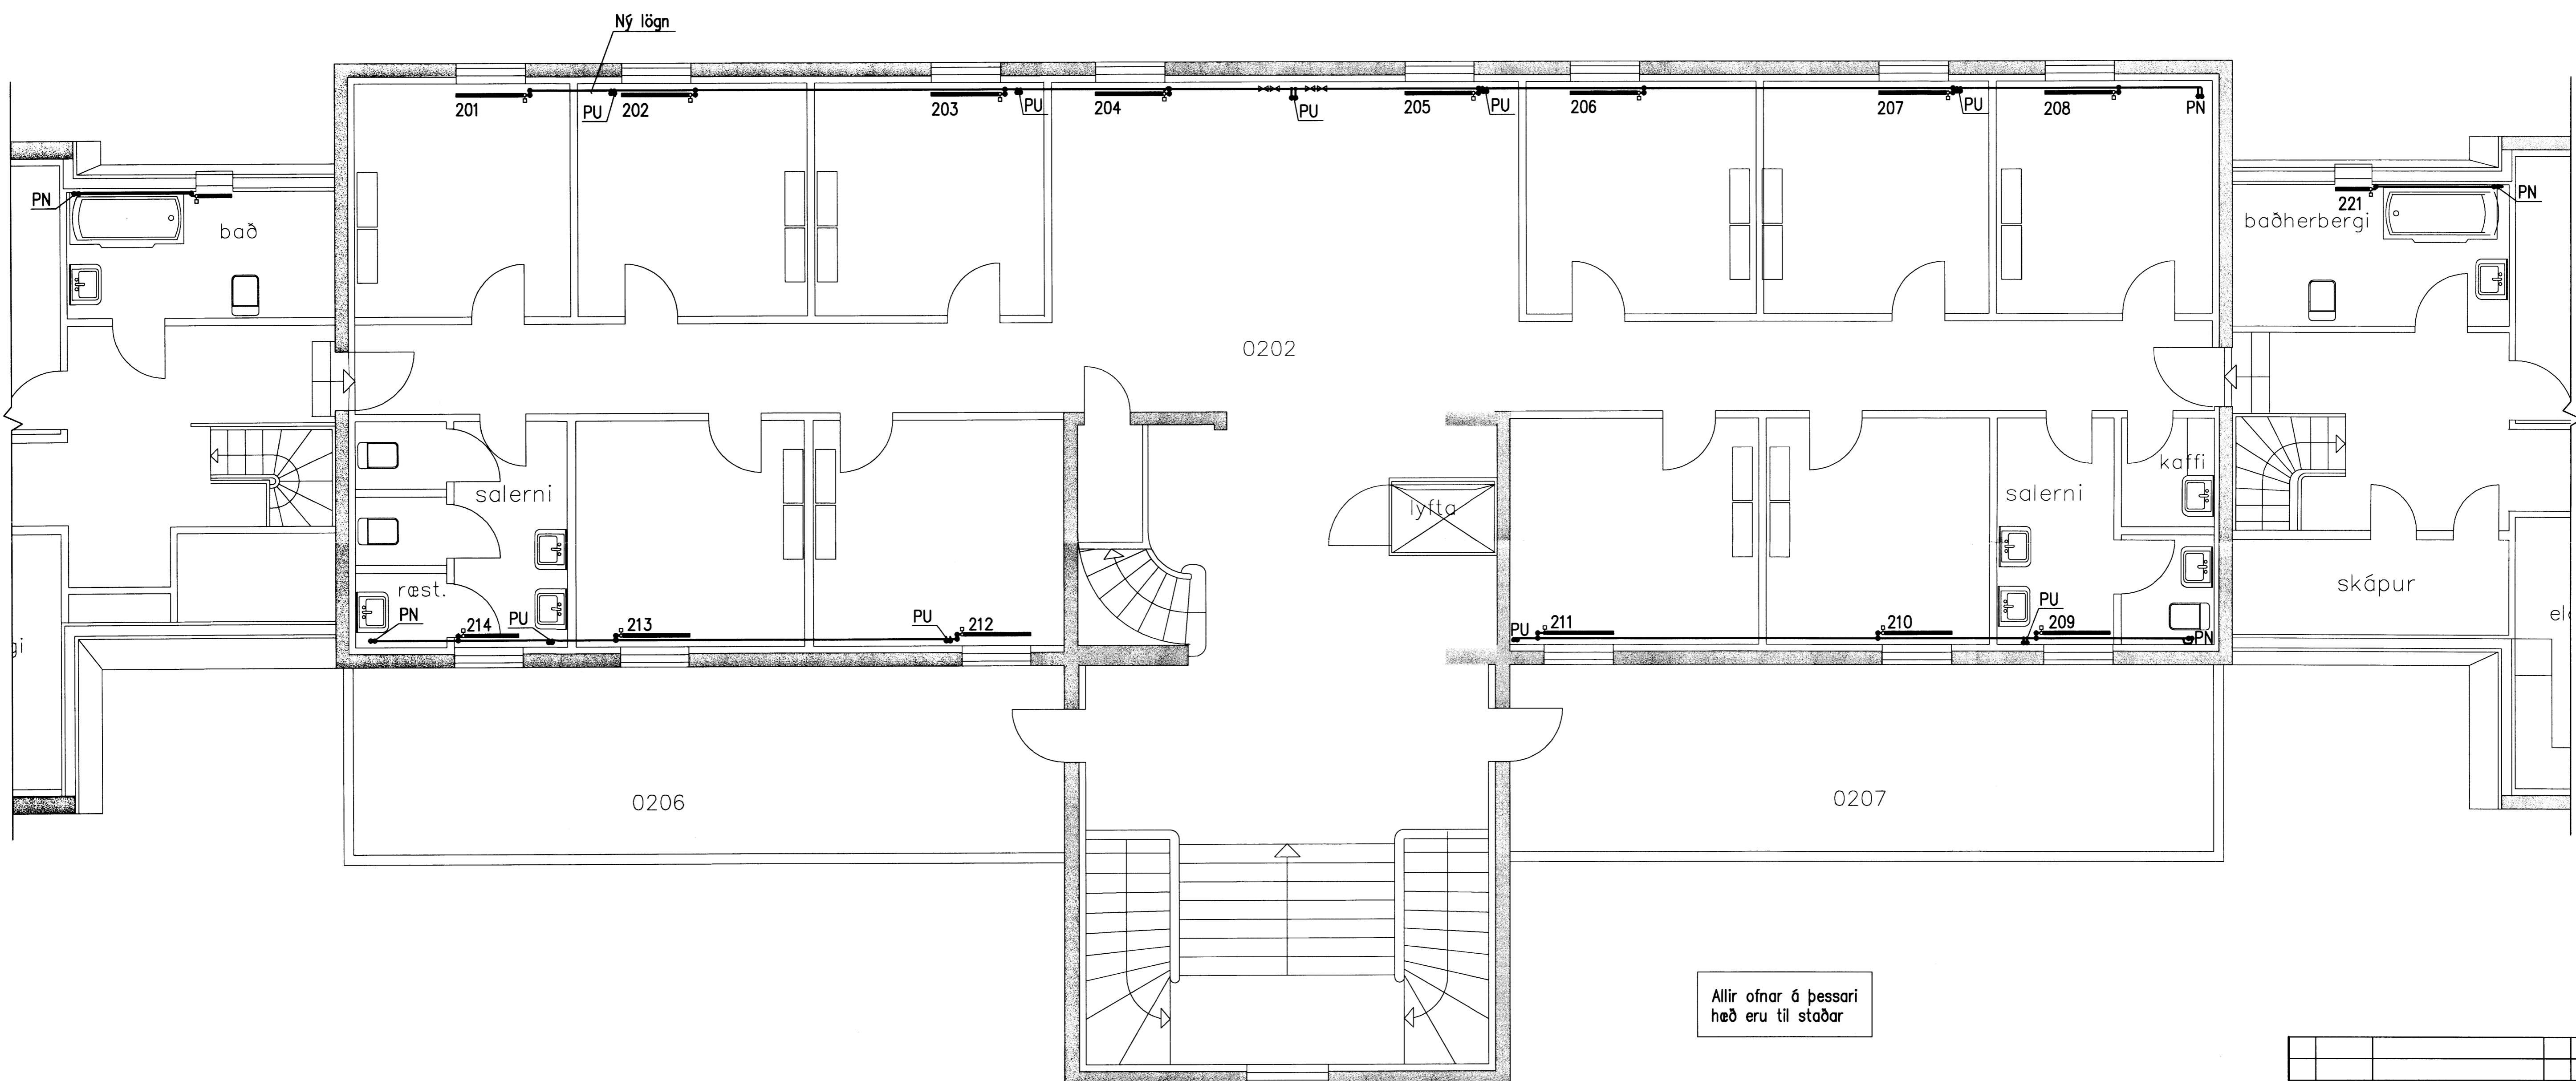 Ný lögn
201
PU
202
203
PU
204
PU
205
PU
206
207
PU
208
PN
PN
bað
221
PN
baðherbergi
0202
salerni
lyfta
salerni
kaffi
ræst.
PN
214
PU
213
PU
212
PU
211
210
PU
209
PN
skápur
gi
el
0206
0207
Allir ofnar á þessari
hæð eru til staðar